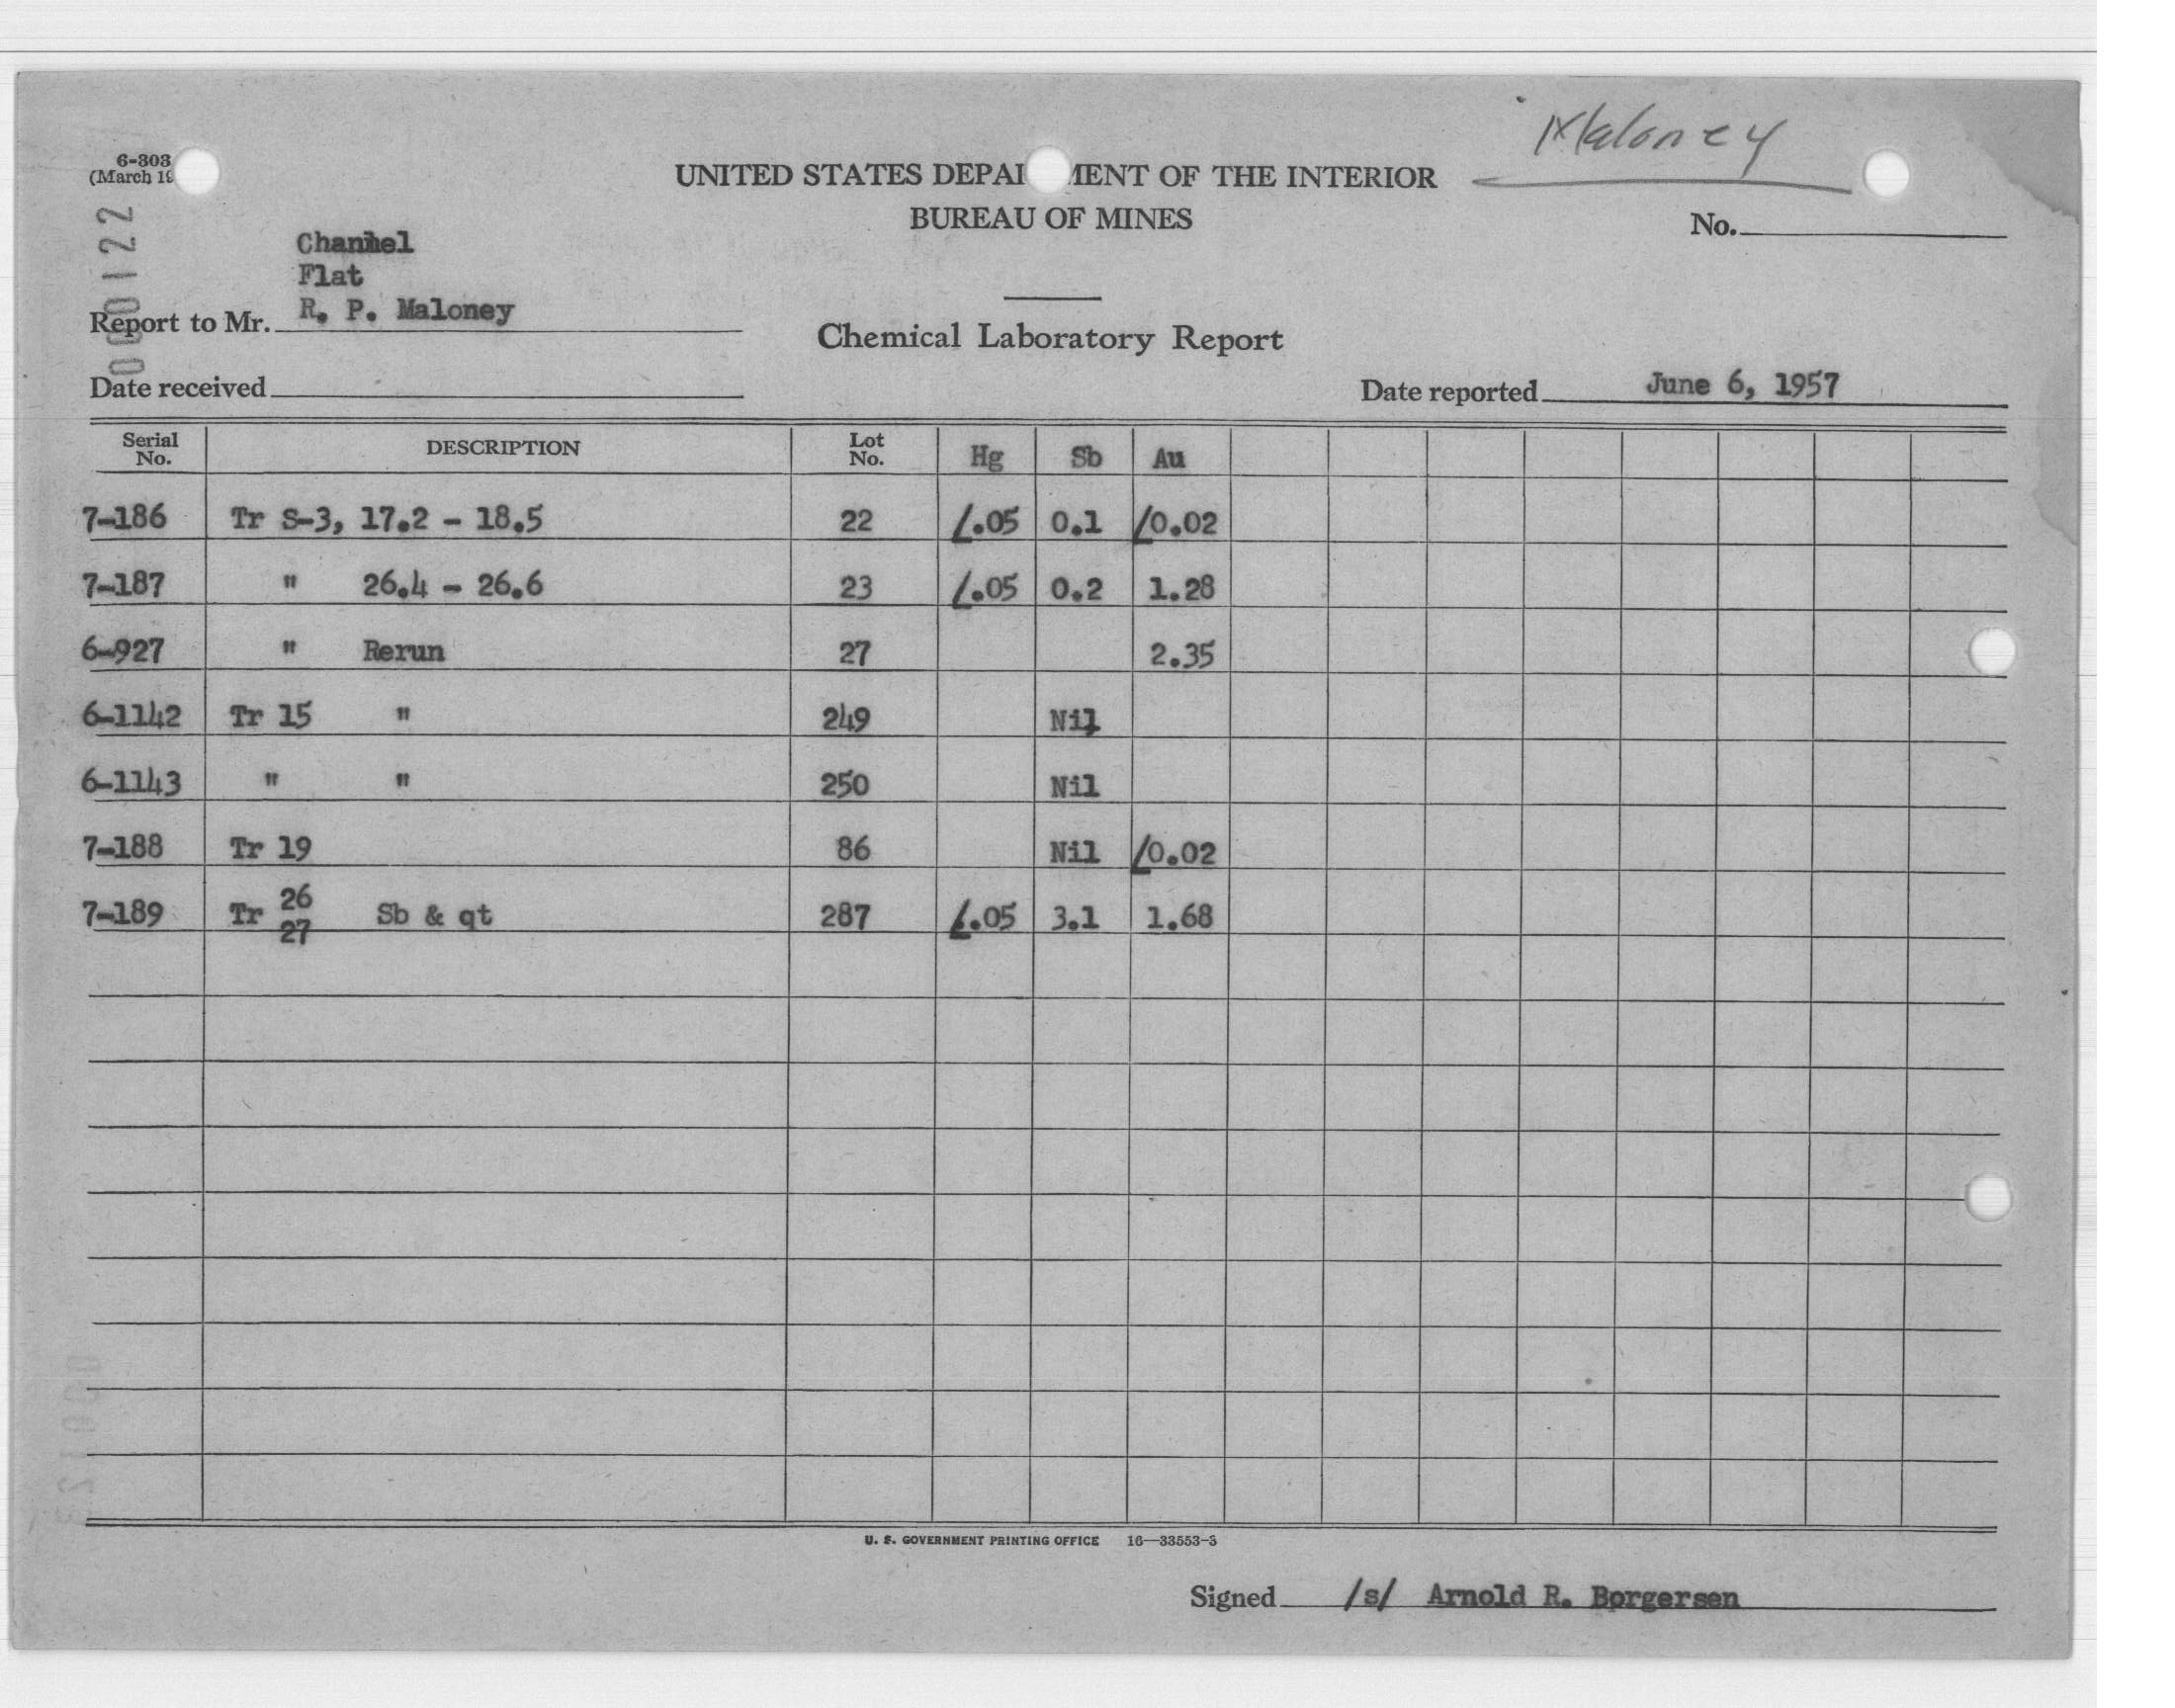 Maloney
6-303
(March 19
UNITED STATES DEPA MENT OF THE INTERIOR
BUREAU OF MINES
No.
000122
Channel
Flat
Report to Mr. R. P. Maloney
Chemical Laboratory Report
Date received
Date reported June 6, 1957
Serial No. DESCRIPTION Lot No. Hg Sb Au
7-186 Tr S-3, 17.2 - 18.5 22 /.05 0.1 /0.02
7-187 " 26.4 - 26.6 23 /.05 0.2 1.28
6-927 " Rerun 27 2.35
6-1142 Tr 15 " 249 Nil
6-1143 " " 250 Nil
7-188 Tr 19 86 Nil /0.02
7-189 Tr 26 27 Sb & qt 287 /.05 3.1 1.68
U. S. GOVERNMENT PRINTING OFFICE 16—33553-3
Signed /s/ Arnold R. Borgersen